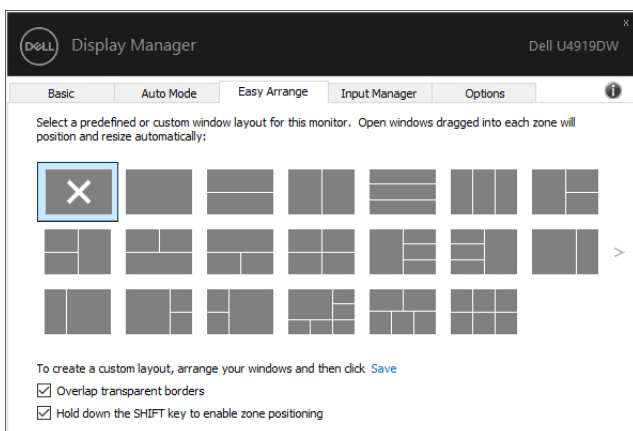 x
DELL Display Manager Dell U4919DW
Basic Auto Mode Easy Arrange Input Manager Options i
Select a predefined or custom window layout for this monitor. Open windows dragged into each zone will
position and resize automatically:
>
To create a custom layout, arrange your windows and then click Save
Overlap transparent borders
Hold down the SHIFT key to enable zone positioning